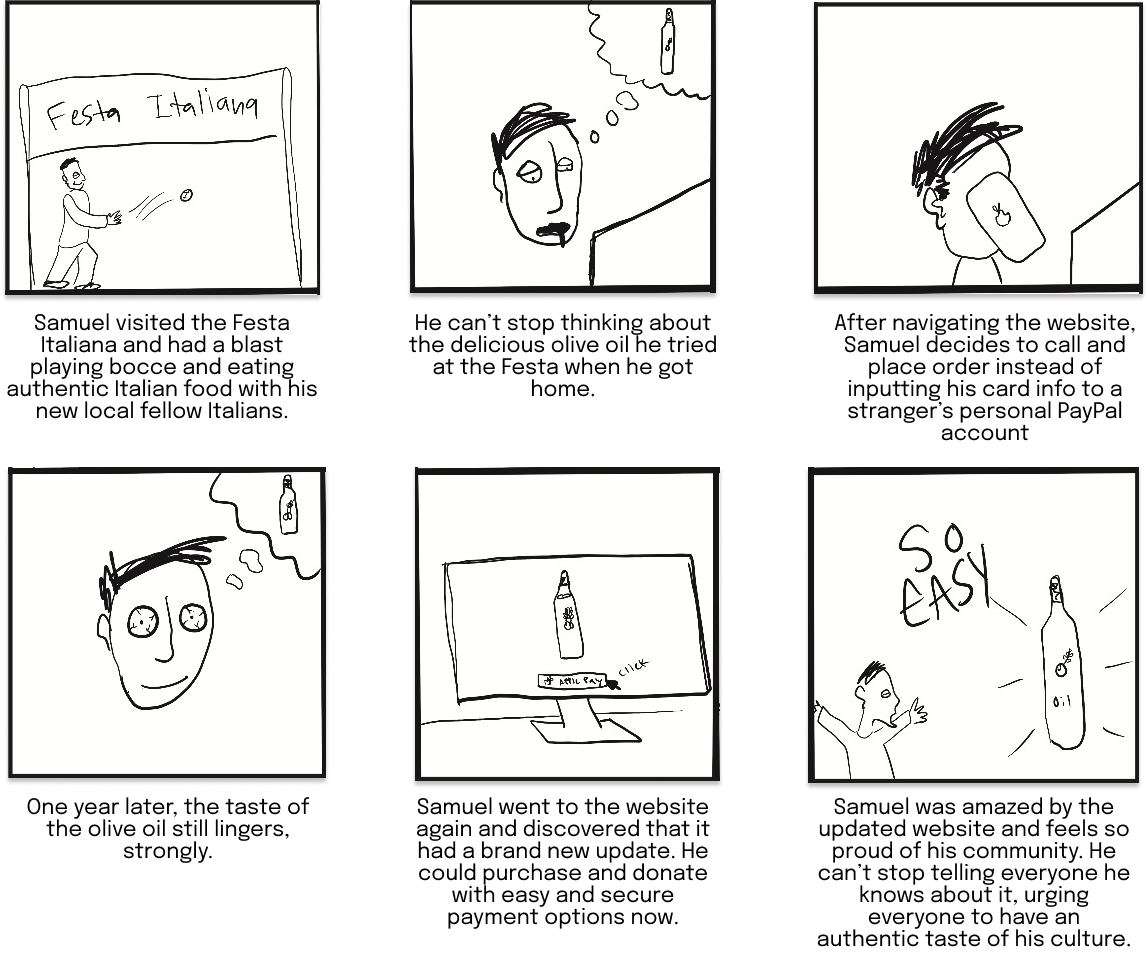 Festa Italiana
Samuel visited the Festa
Italiana and had a blast
playing bocce and eating
authentic Italian food with his
new local fellow Italians.
He can’t stop thinking about
the delicious olive oil he tried
at the Festa when he got
home.
After navigating the website,
Samuel decides to call and
place order instead of
inputting his card info to a
stranger’s personal PayPal
account
One year later, the taste of
the olive oil still lingers,
strongly.
click
Pay
Samuel went to the website
again and discovered that it
had a brand new update. He
could purchase and donate
with easy and secure
payment options now.
SO
EASY
Oil
Samuel was amazed by the
updated website and feels so
proud of his community. He
can’t stop telling everyone he
knows about it, urging
everyone to have an
authentic taste of his culture.